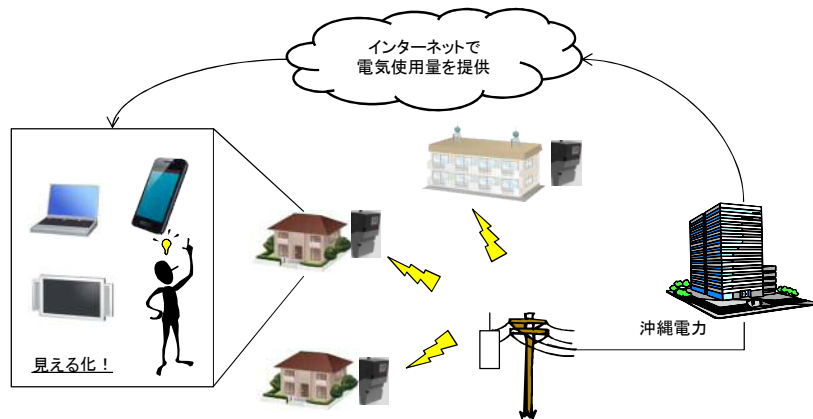 インターネットで
電気使用量を提供
見える化！
沖縄電力